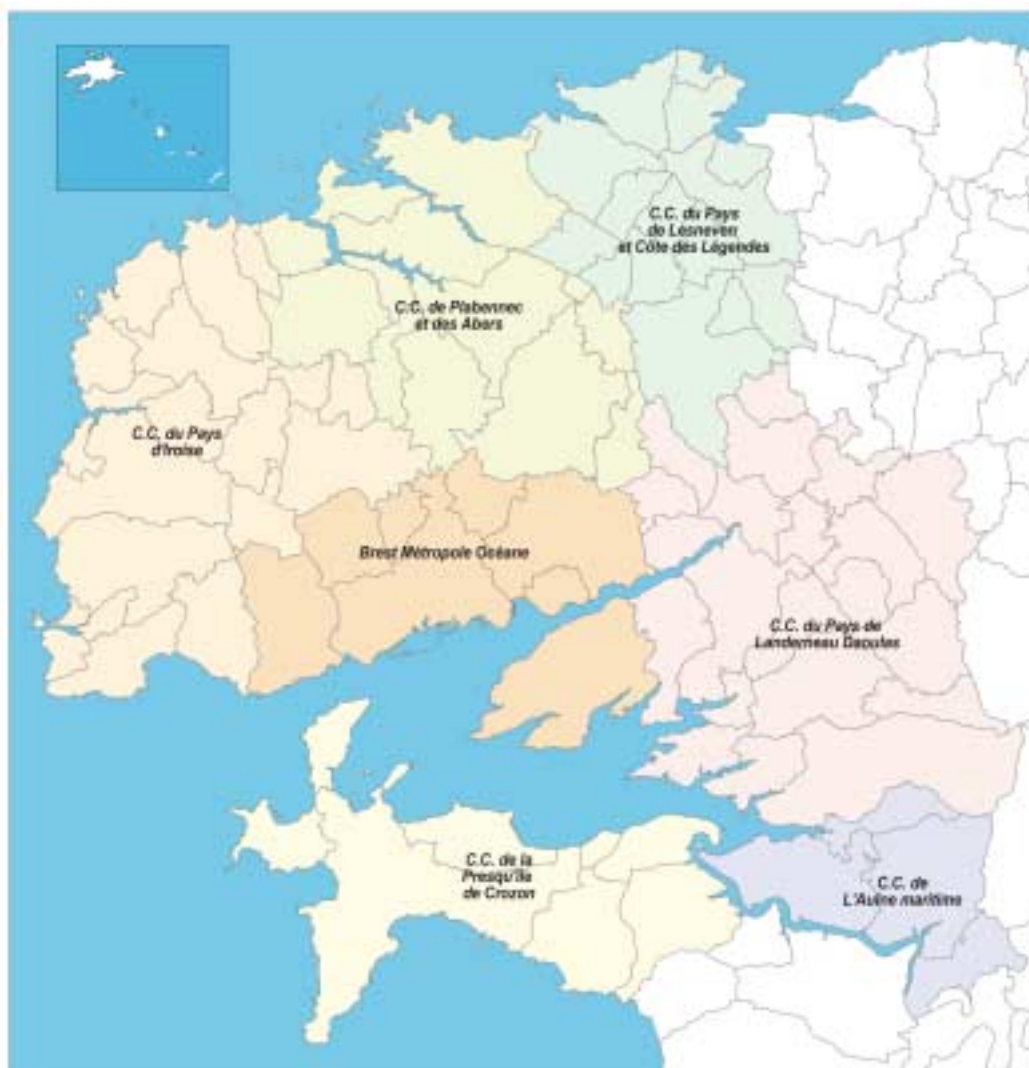 C.C. du Pays
de Lesneven
et Côte des Légendes
C.C. de Plabennec
et des Abers
C.C. du Pays
d'Iroise
Brest Métropole Océane
C.C. du Pays de
Landerneau Daoulas
C.C. de la
Presqu'île
de Crozon
C.C. de
L'Aulne maritime